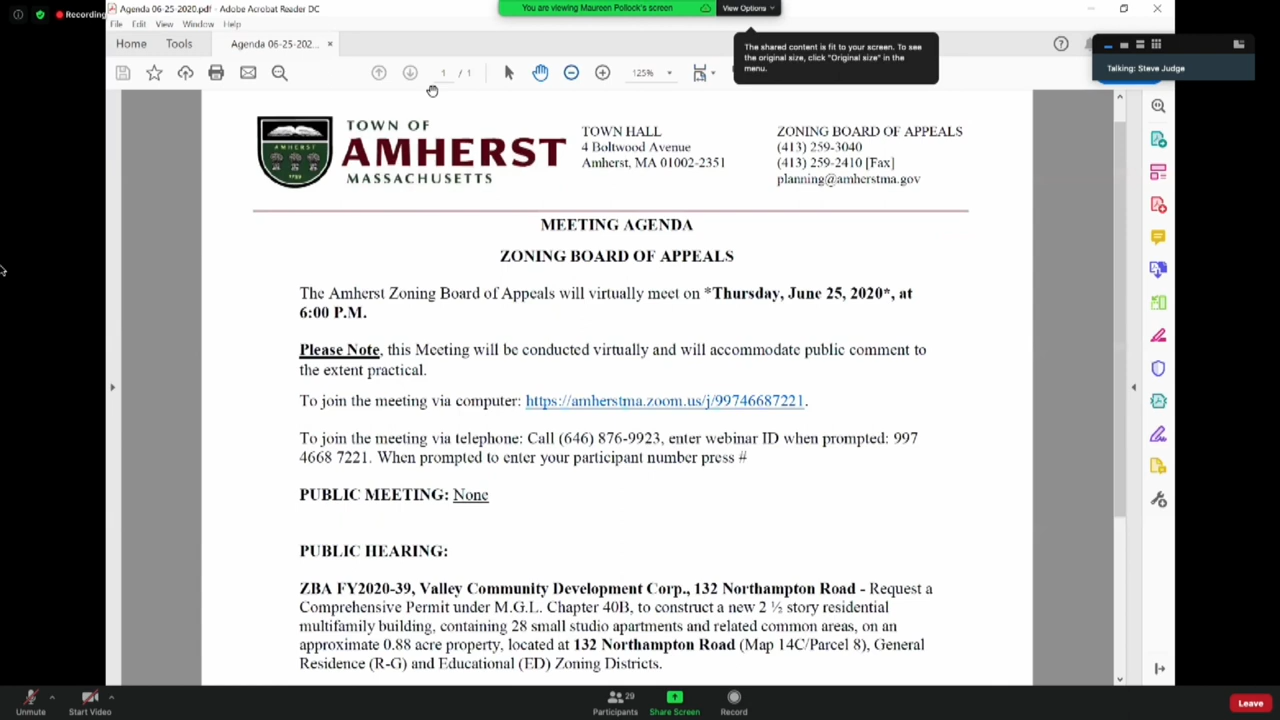 Recording
Agenda 06-25-2020.pdf - Adobe Acrobat Reader DC
You are viewing Maureen Pollock's screen
View Options
File Edit View Window Help
Home Tools Agenda 06-25-202... ×
The shared content is fit to your screen. To see
the original size, click "Original size" in the
menu.
Talking: Steve Judge
1 / 1
125%
TOWN OF
AMHERST
MASSACHUSETTS
AMHERST
1759
TOWN HALL
4 Boltwood Avenue
Amherst, MA 01002-2351
ZONING BOARD OF APPEALS
(413) 259-3040
(413) 259-2410 [Fax]
planning@amherstma.gov
MEETING AGENDA
ZONING BOARD OF APPEALS
The Amherst Zoning Board of Appeals will virtually meet on *Thursday, June 25, 2020*, at
6:00 P.M.
Please Note, this Meeting will be conducted virtually and will accommodate public comment to
the extent practical.
To join the meeting via computer: https://amherstma.zoom.us/j/99746687221.
To join the meeting via telephone: Call (646) 876-9923, enter webinar ID when prompted: 997
4668 7221. When prompted to enter your participant number press #
PUBLIC MEETING: None
PUBLIC HEARING:
ZBA FY2020-39, Valley Community Development Corp., 132 Northampton Road - Request a
Comprehensive Permit under M.G.L. Chapter 40B, to construct a new 2 ½ story residential
multifamily building, containing 28 small studio apartments and related common areas, on an
approximate 0.88 acre property, located at 132 Northampton Road (Map 14C/Parcel 8), General
Residence (R-G) and Educational (ED) Zoning Districts.
Unmute
Start Video
29
Participants
Share Screen
Record
Leave